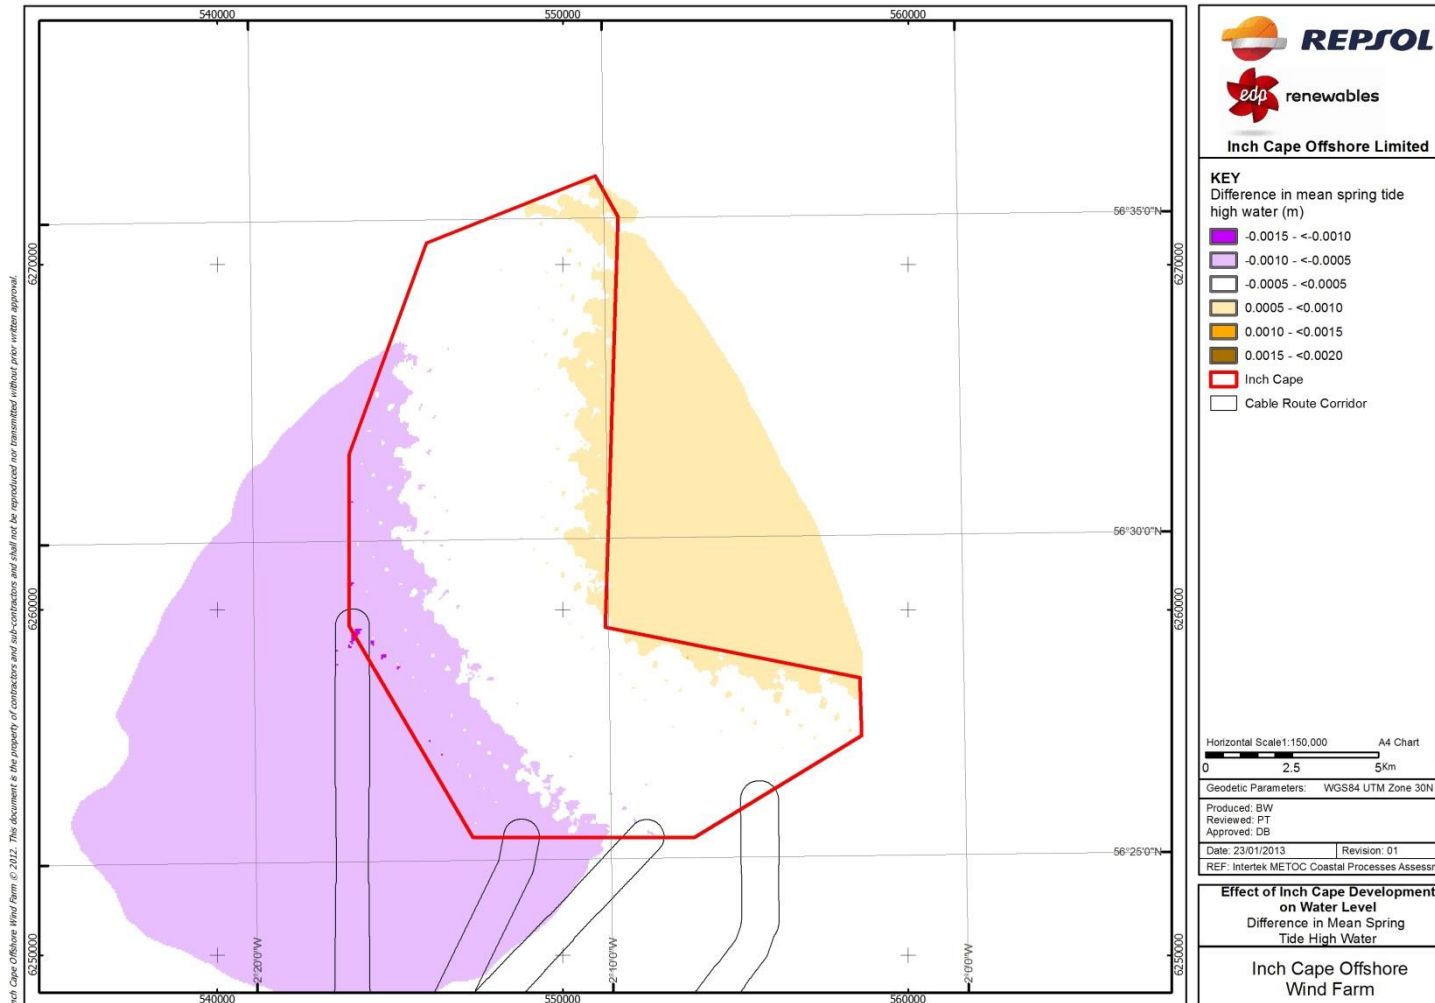 540000
550000
560000
6270000
6260000
6250000
56°35'0"N
56°30'0"N
56°25'0"N
6270000
6260000
6250000
2°20'0"W
2°10'0"W
2°0'0"W
540000
550000
560000
nch Cape Offshore Wind Farm © 2012. This document is the property of contractors and sub-contractors and shall not be reproduced nor transmitted without prior written approval.
REPSOL
edp renewables
Inch Cape Offshore Limited
KEY
Difference in mean spring tide
high water (m)
-0.0015 - <-0.0010
-0.0010 - <-0.0005
-0.0005 - <0.0005
0.0005 - <0.0010
0.0010 - <0.0015
0.0015 - <0.0020
Inch Cape
Cable Route Corridor
Horizontal Scale1:150,000 A4 Chart
0 2.5 5Km
Geodetic Parameters: WGS84 UTM Zone 30N
Produced: BW
Reviewed: PT
Approved: DB
Date: 23/01/2013 Revision: 01
REF: Intertek METOC Coastal Processes Assessm
Effect of Inch Cape Development
on Water Level
Difference in Mean Spring
Tide High Water
Inch Cape Offshore
Wind Farm